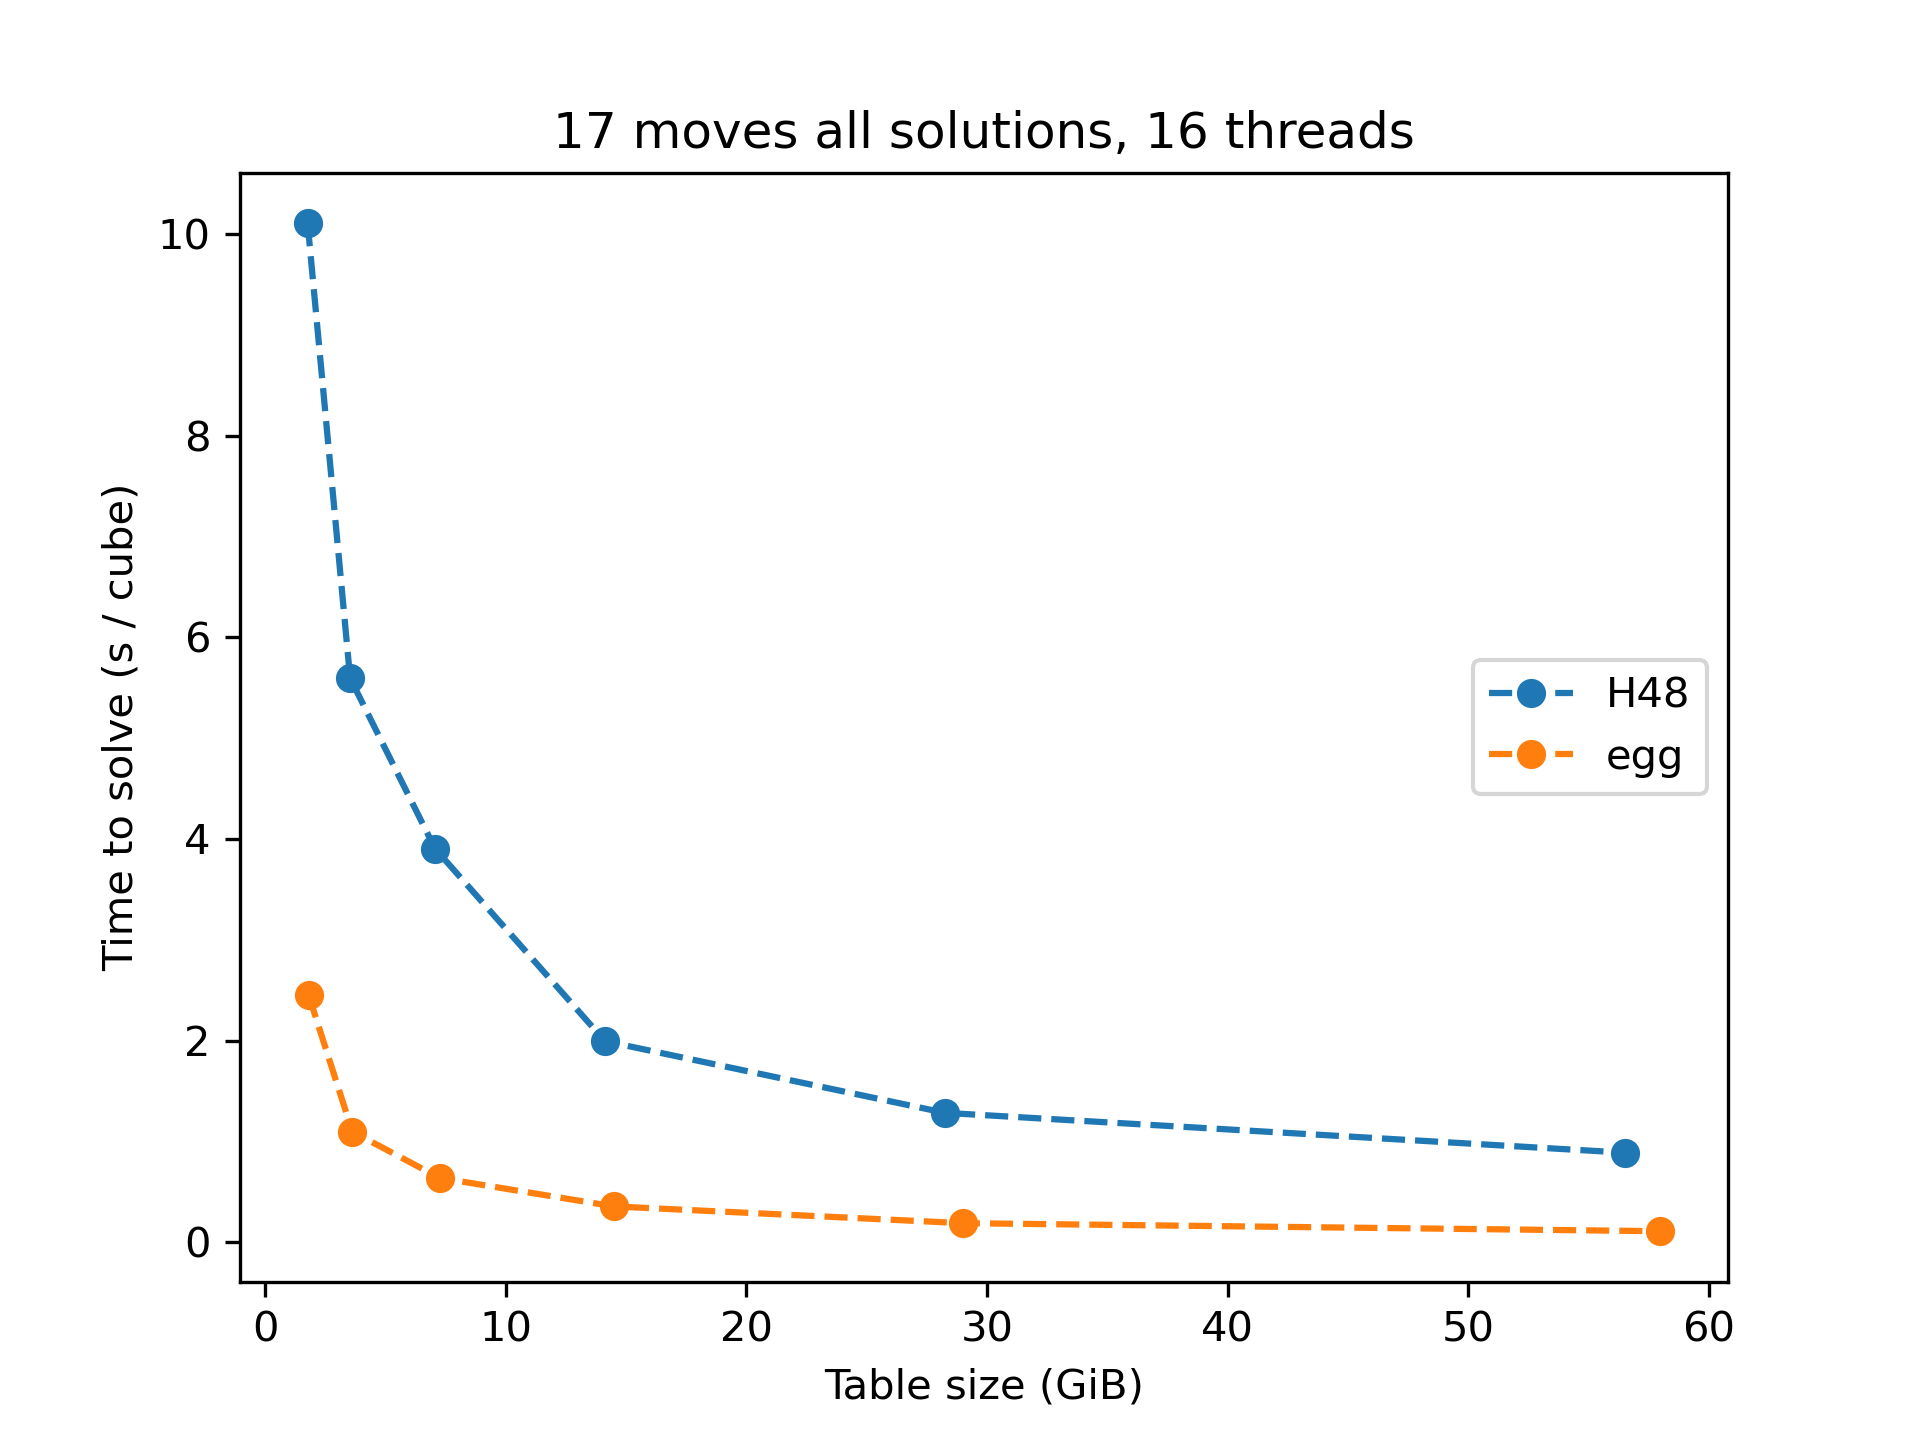 17 moves all solutions, 16 threads
Time to solve (s / cube)
10
8
6
4
2
0
H48
egg
0 10 20 30 40 50 60
Table size (GiB)